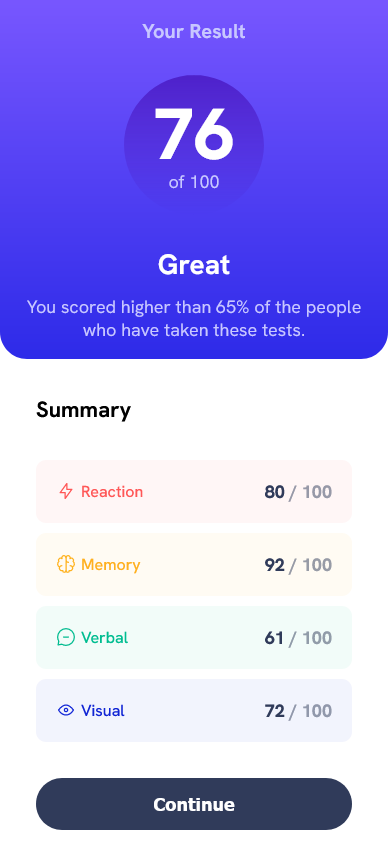 Your Result
76
of 100
Great
You scored higher than 65% of the people
who have taken these tests.
Summary
Reaction 80 / 100
Memory 92 / 100
Verbal 61 / 100
Visual 72 / 100
Continue